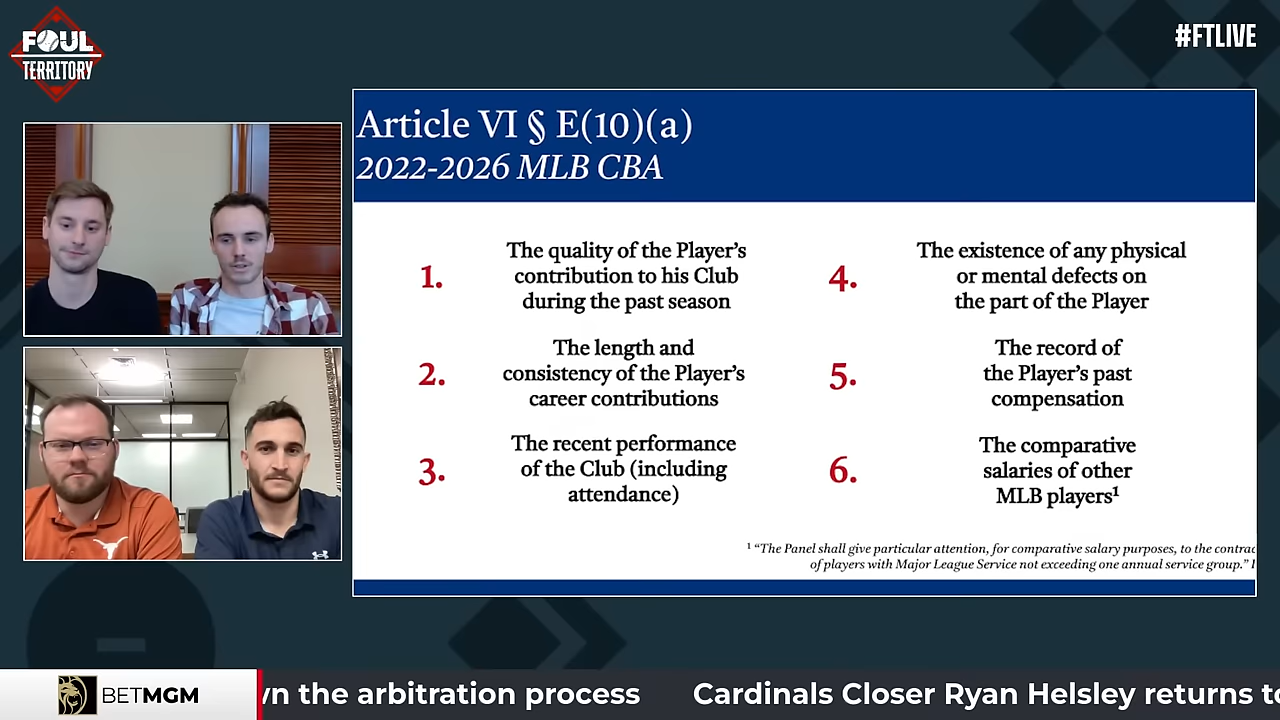 FOUL
TERRITORY
#FTLIVE
Article VI § E(10)(a)
2022-2026 MLB CBA
1.
The quality of the Player's
contribution to his Club
during the past season
2.
The length and
consistency of the Player's
career contributions
3.
The recent performance
of the Club (including
attendance)
4.
The existence of any physical
or mental defects on
the part of the Player
5.
The record of
the Player's past
compensation
6.
The comparative
salaries of other
MLB players¹
¹ “The Panel shall give particular attention, for comparative salary purposes, to the contrac
of players with Major League Service not exceeding one annual service group.”
BETMGM
the arbitration process Cardinals Closer Ryan Helsley returns